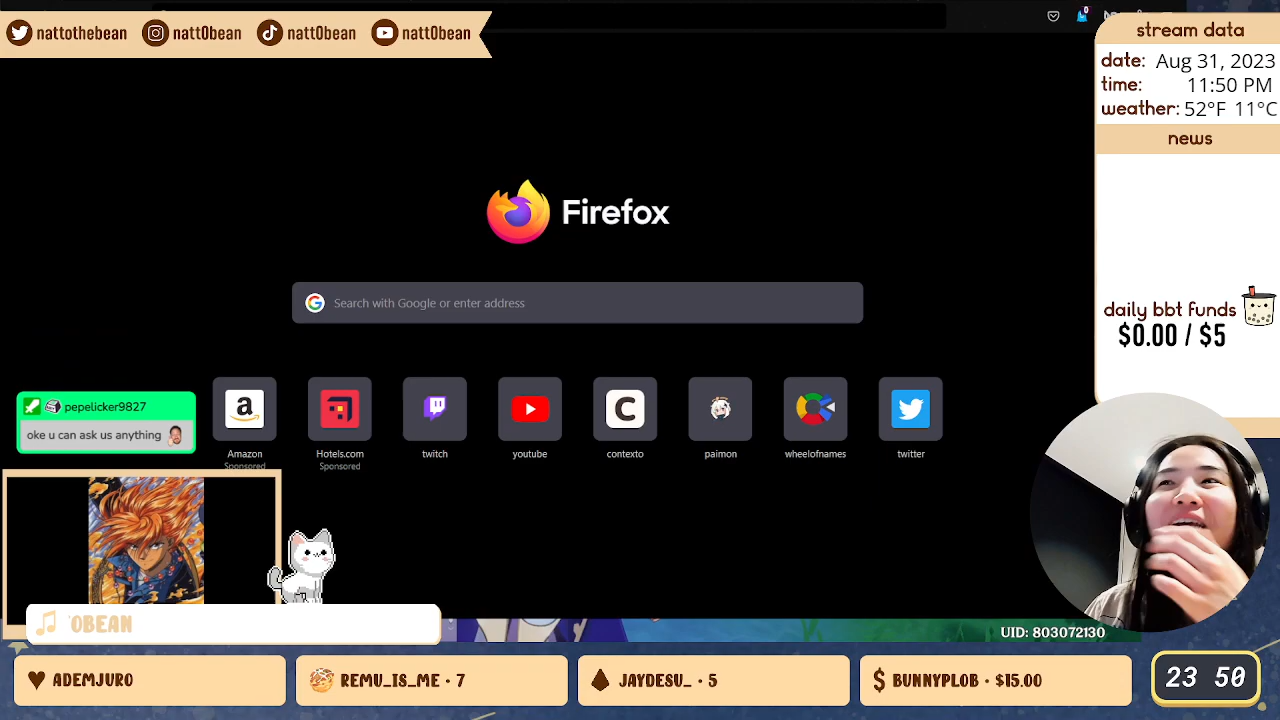 nattothebean natt0bean natt0bean natt0bean
stream data
date: Aug 31, 2023
time: 11:50 PM
weather: 52°F 11°C
news
Firefox
Search with Google or enter address
daily bbt funds
$0.00 / $5
pepelicker9827
oke u can ask us anything
Amazon
Sponsored
Hotels.com
Sponsored
twitch
youtube
contexto
paimon
wheelofnames
twitter
OBEAN
UID: 803072130
ADEMJURO
REMU_IS_ME · 7
JAYDESU_ · 5
$ BUNNYPLOB · $15.00
23 50